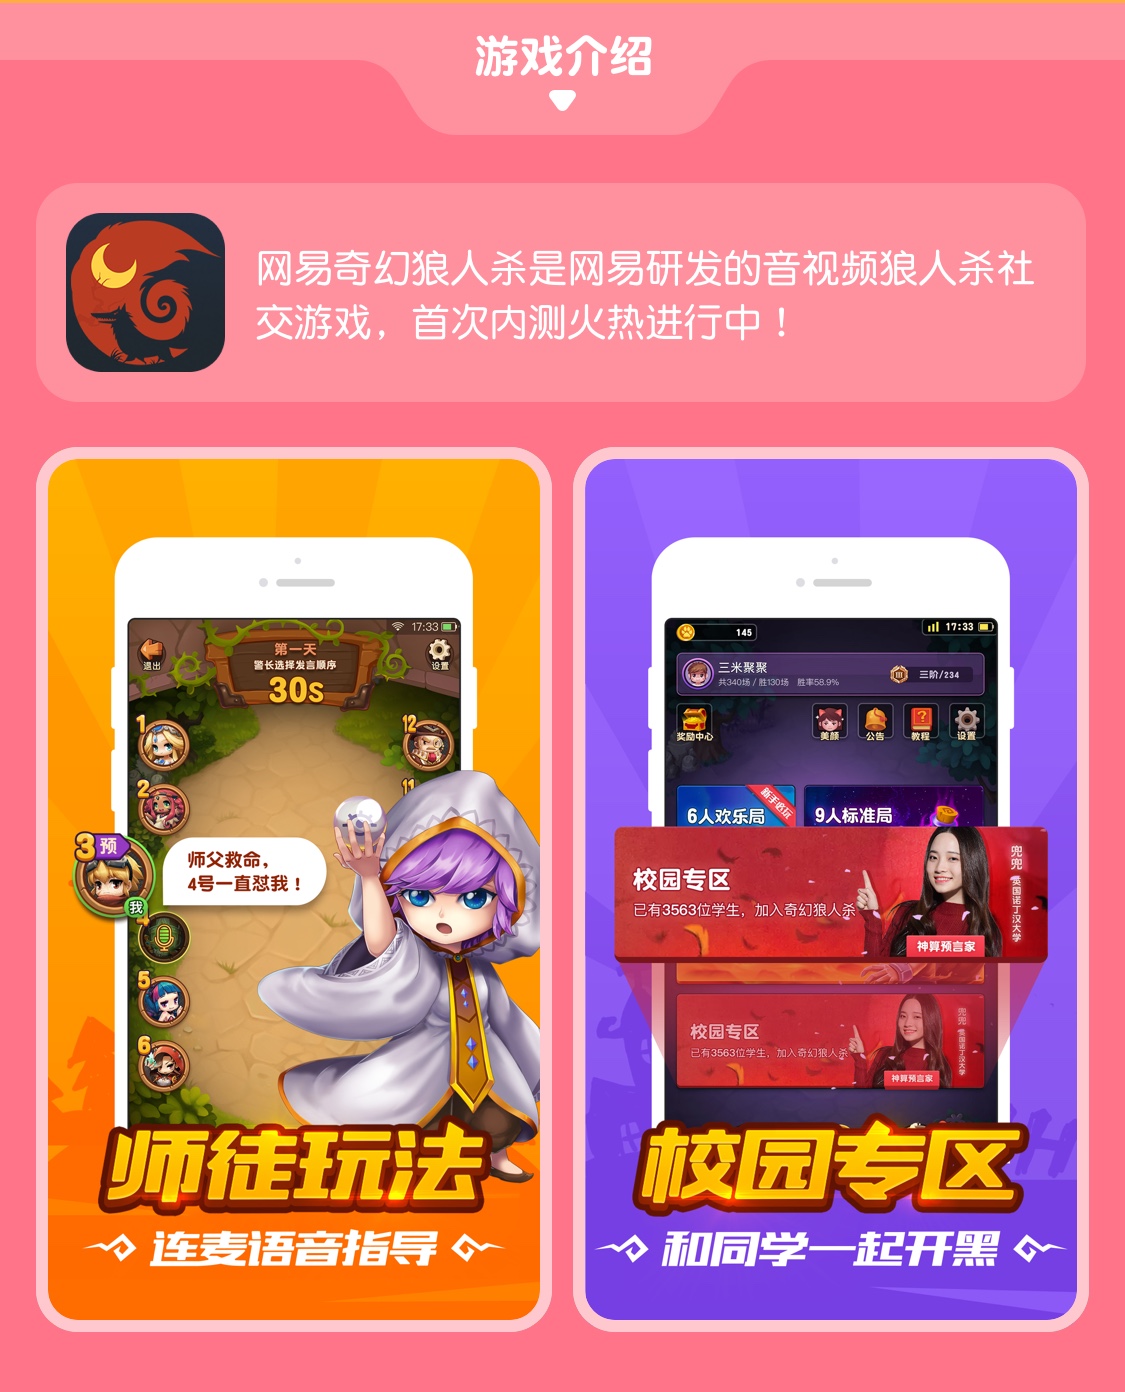 游戏介绍
网易奇幻狼人杀是网易研发的音视频狼人杀社
交游戏，首次内测火热进行中！
17:33
退出
第一天
警长选择发言顺序
30s
设置
1
12
2
11
3
预
师父救命，
4号一直怼我！
我
4
5
6
师徒玩法
连麦语音指导
145
17:33
三米聚聚
共340场 / 胜130场 胜率58.9%
III
三阶/234
奖励中心
美颜
公告
教程
设置
6人欢乐局
新手必玩
9人标准局
校园专区
已有3563位学生，加入奇幻狼人杀
兜兜 英国诺丁汉大学
神算预言家
校园专区
已有3563位学生，加入奇幻狼人杀
兜兜 英国诺丁汉大学
神算预言家
校园专区
和同学一起开黑